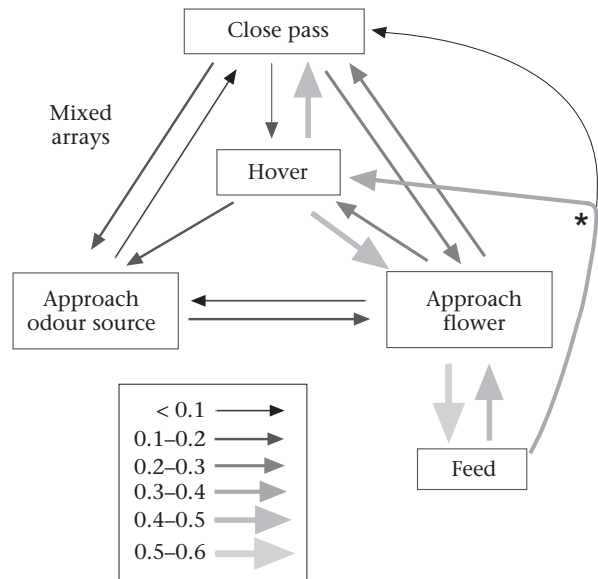 Close pass
Mixed
arrays
Hover
*
Approach
odour source
Approach
flower
Feed
< 0.1
0.1–0.2
0.2–0.3
0.3–0.4
0.4–0.5
0.5–0.6